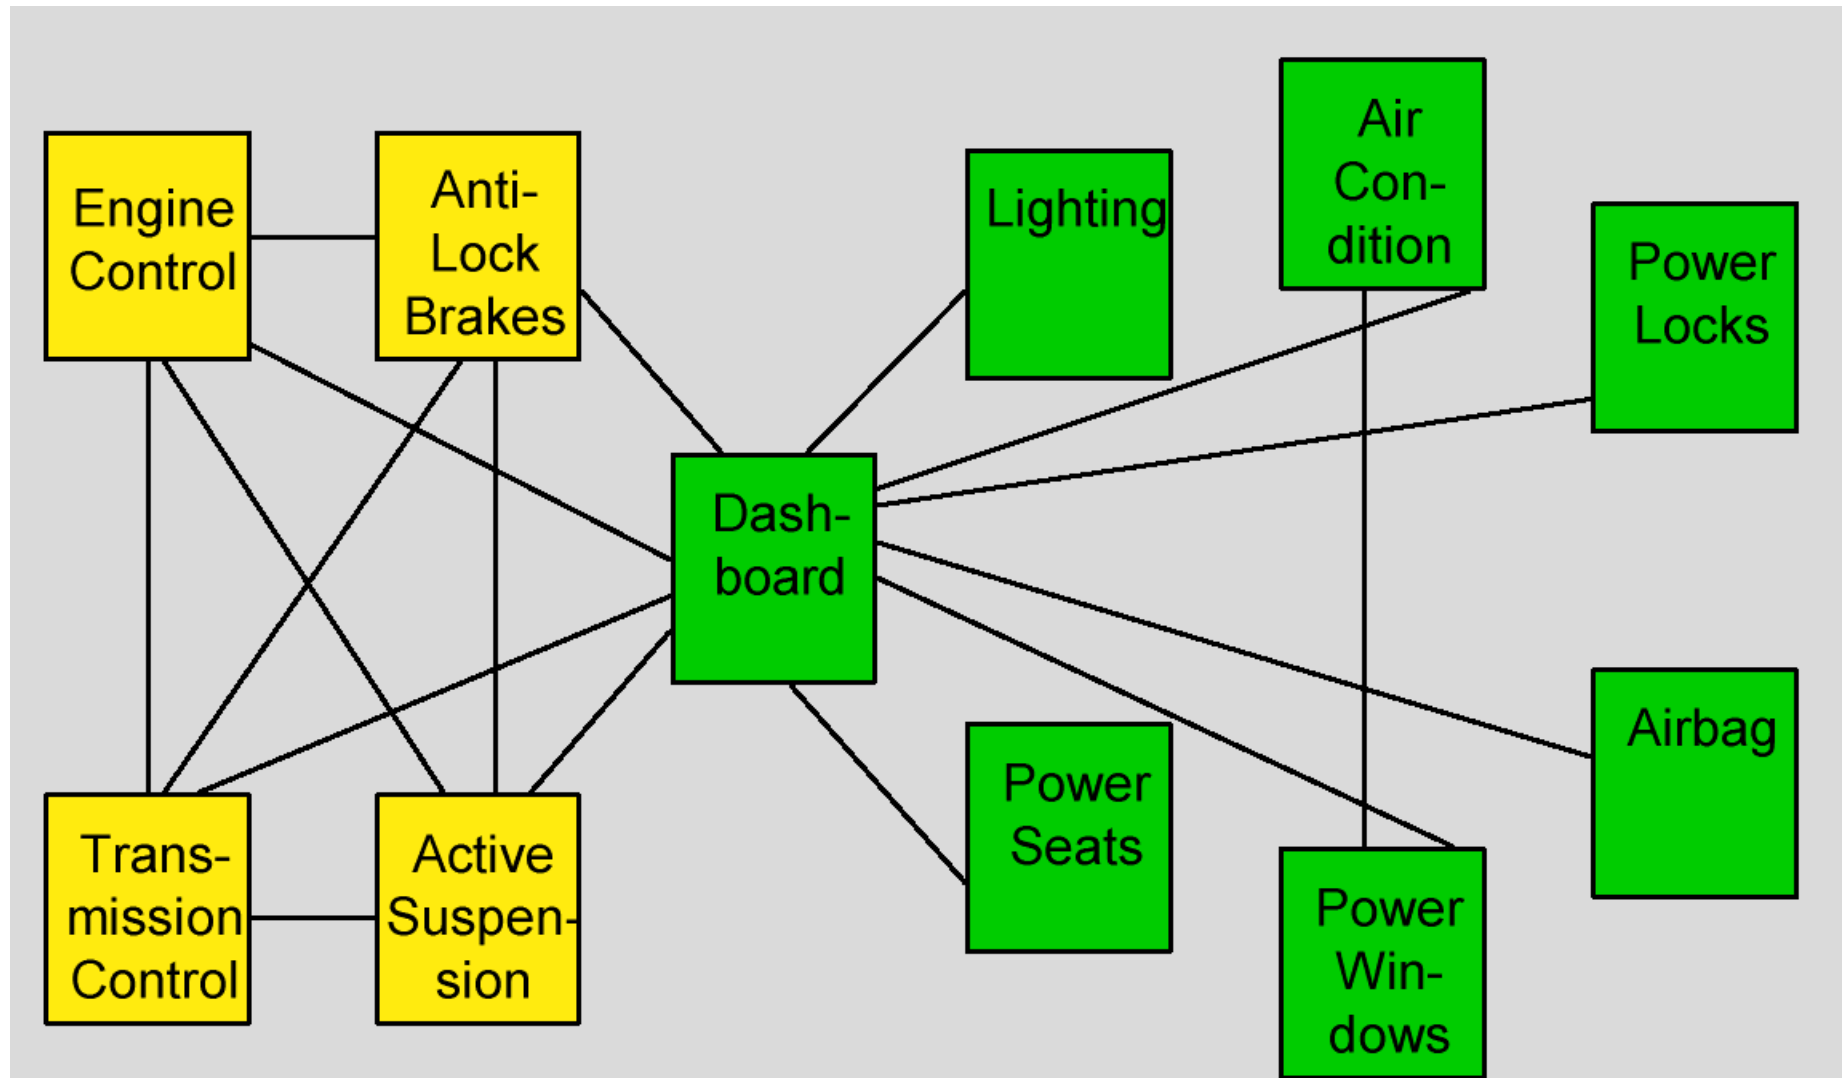 Engine
Control
Anti-
Lock
Brakes
Lighting
Air
Con-
dition
Power
Locks
Dash-
board
Trans-
mission
Control
Active
Suspen-
sion
Power
Seats
Power
Win-
dows
Airbag